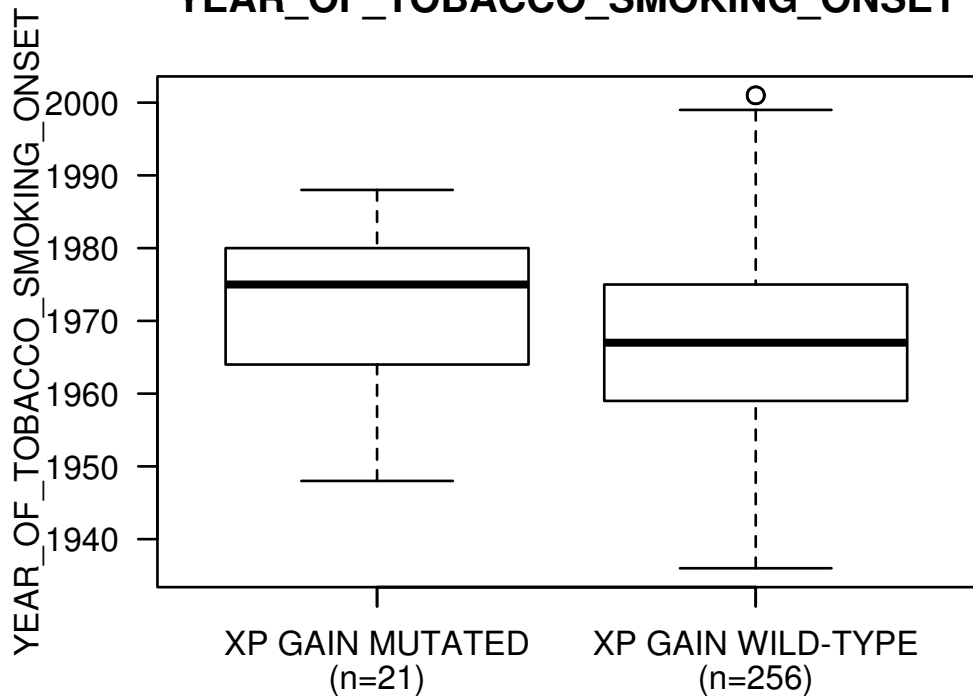 YEAR_OF_TOBACCO_SMOKING_ONSET
YEAR_OF_TOBACCO_SMOKING_ONSET
2000
1990
1980
1970
1960
1950
1940
XP GAIN MUTATED
(n=21)
XP GAIN WILD-TYPE
(n=256)